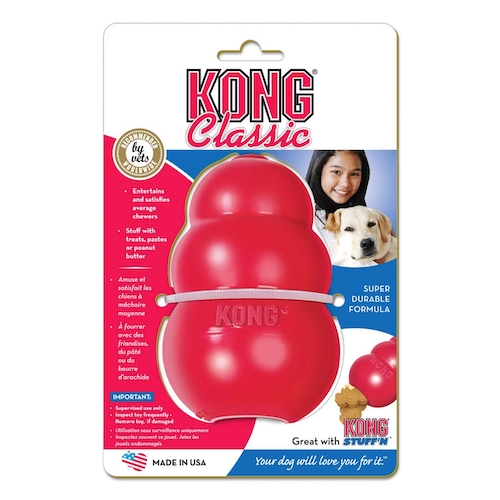 KONG®
Classic
RECOMMENDED
by
vets
WORLDWIDE
• Entertains
and satisfies
average
chewers
• Stuff with
treats, pastes
or peanut
butter
• Amuse et
satisfait les
chiens à
mâchoire
moyenne
• À fourrer
avec des
friandises,
du pâté
ou du
beurre
d'arachide
SUPER
DURABLE
FORMULA
KONG
KONG
IMPORTANT:
• Supervised use only
• Inspect toy frequently -
Remove toy, if damaged
• Utilisation sous surveillance uniquement
• Inspectez souvent ce jouet. Jetez les
jouets endommagés
Great with
KONG
STUFF'N™
MADE IN USA
Your dog will love you for it.™